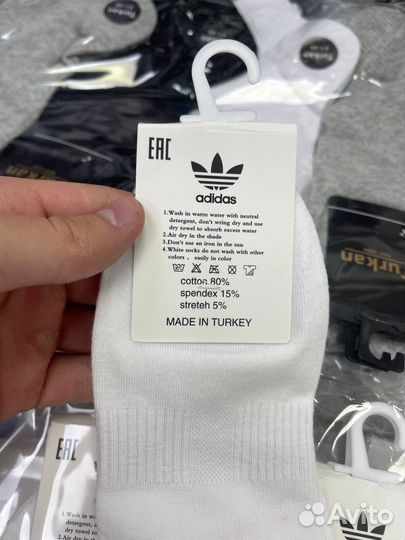 Turkan
EAC
adidas
1.Wash in warm water with neutral
detergent, don't wring dry and use
dry towel to absorb excess water
2.Air dry in the shade
3.Don't use an iron in the sun
4.White socks do not wash with other
colors , easily in color
cotton 80%
spendex 15%
streteh 5%
MADE IN TURKEY
urkan
EAC
Avito